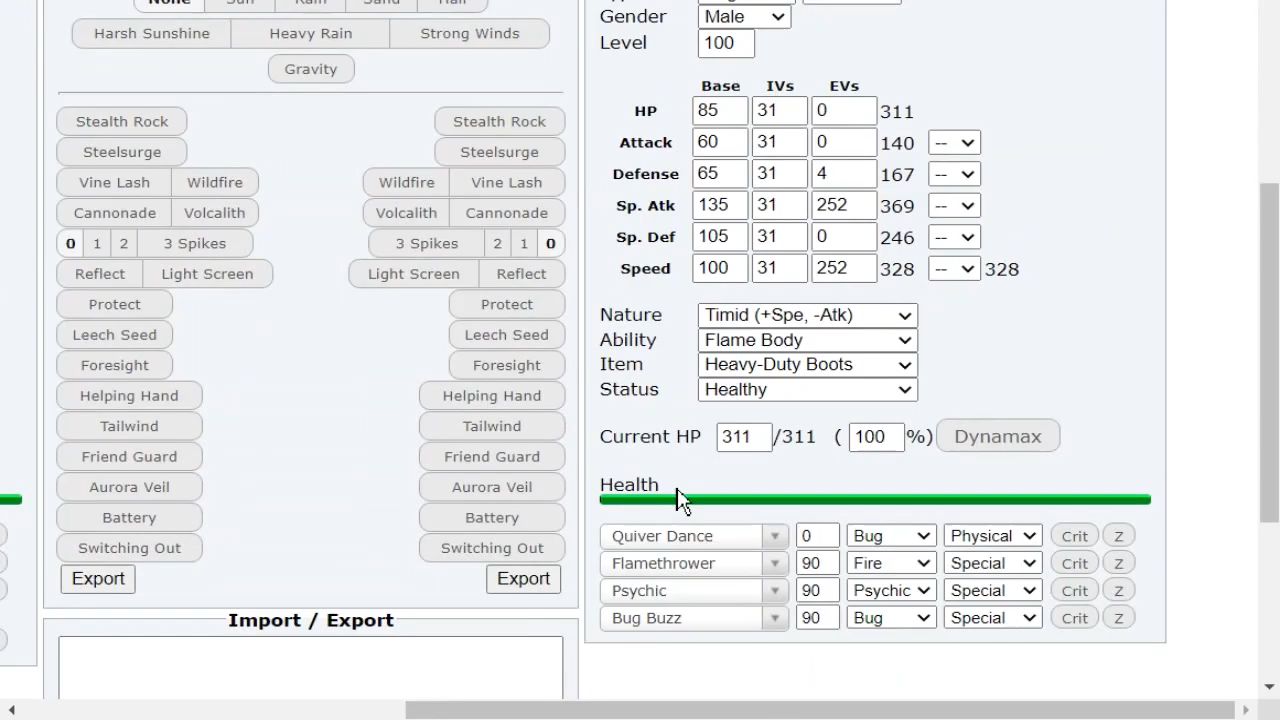 None Sun Rain Sand Hail
Harsh Sunshine Heavy Rain Strong Winds
Gravity
Stealth Rock Stealth Rock
Steelsurge Steelsurge
Vine Lash Wildfire Wildfire Vine Lash
Cannonade Volcalith Volcalith Cannonade
0 1 2 3 Spikes 3 Spikes 2 1 0
Reflect Light Screen Light Screen Reflect
Protect Protect
Leech Seed Leech Seed
Foresight Foresight
Helping Hand Helping Hand
Tailwind Tailwind
Friend Guard Friend Guard
Aurora Veil Aurora Veil
Battery Battery
Switching Out Switching Out
Export Export
Import / Export
Gender Male
Level 100
Base IVs EVs
HP 85 31 0 311
Attack 60 31 0 140 --
Defense 65 31 4 167 --
Sp. Atk 135 31 252 369 --
Sp. Def 105 31 0 246 --
Speed 100 31 252 328 -- 328
Nature Timid (+Spe, -Atk)
Ability Flame Body
Item Heavy-Duty Boots
Status Healthy
Current HP 311 /311 ( 100 %) Dynamax
Health
Quiver Dance 0 Bug Physical Crit Z
Flamethrower 90 Fire Special Crit Z
Psychic 90 Psychic Special Crit Z
Bug Buzz 90 Bug Special Crit Z